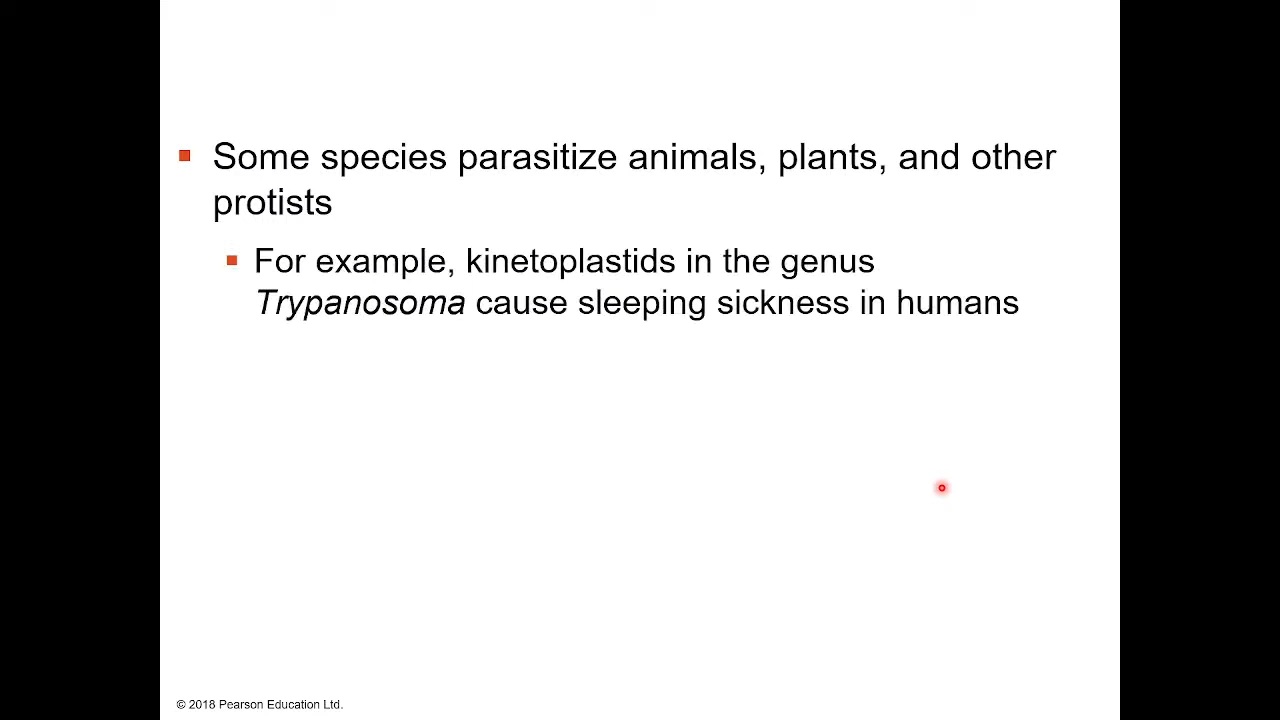 Some species parasitize animals, plants, and other
protists
For example, kinetoplastids in the genus
Trypanosoma cause sleeping sickness in humans
© 2018 Pearson Education Ltd.